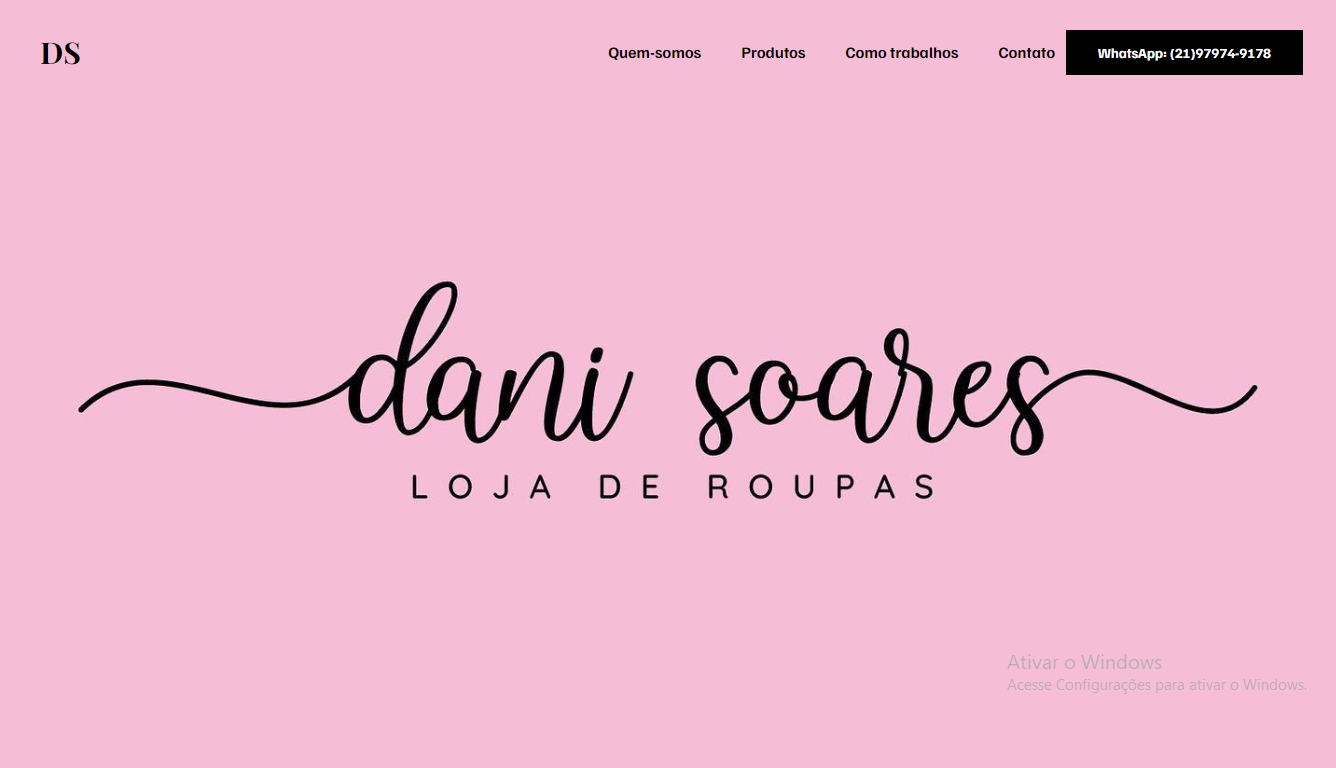 DS
Quem-somos Produtos Como trabalhos Contato WhatsApp: (21)97974-9178
dani soares
LOJA DE ROUPAS
Ativar o Windows
Acesse Configurações para ativar o Windows.